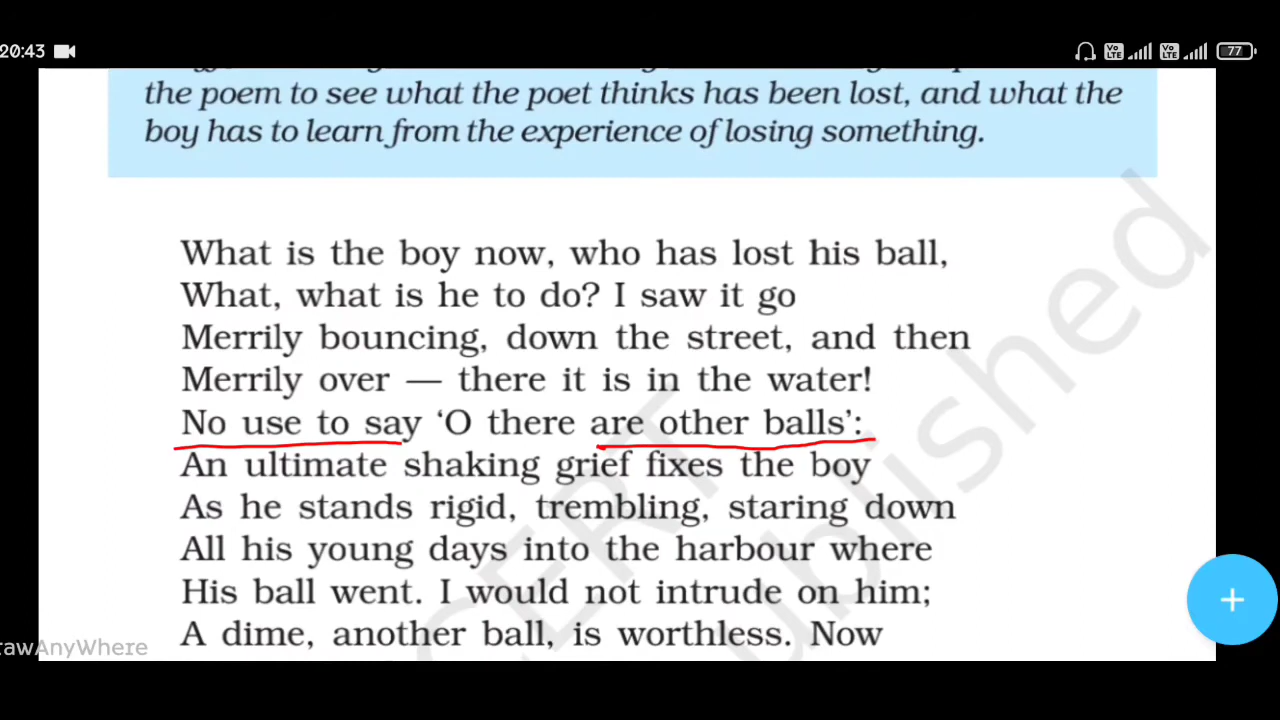 20:43 77
the poem to see what the poet thinks has been lost, and what the
boy has to learn from the experience of losing something.
What is the boy now, who has lost his ball,
What, what is he to do? I saw it go
Merrily bouncing, down the street, and then
Merrily over — there it is in the water!
No use to say ‘O there are other balls’:
An ultimate shaking grief fixes the boy
As he stands rigid, trembling, staring down
All his young days into the harbour where
His ball went. I would not intrude on him;
A dime, another ball, is worthless. Now
rawAnyWhere